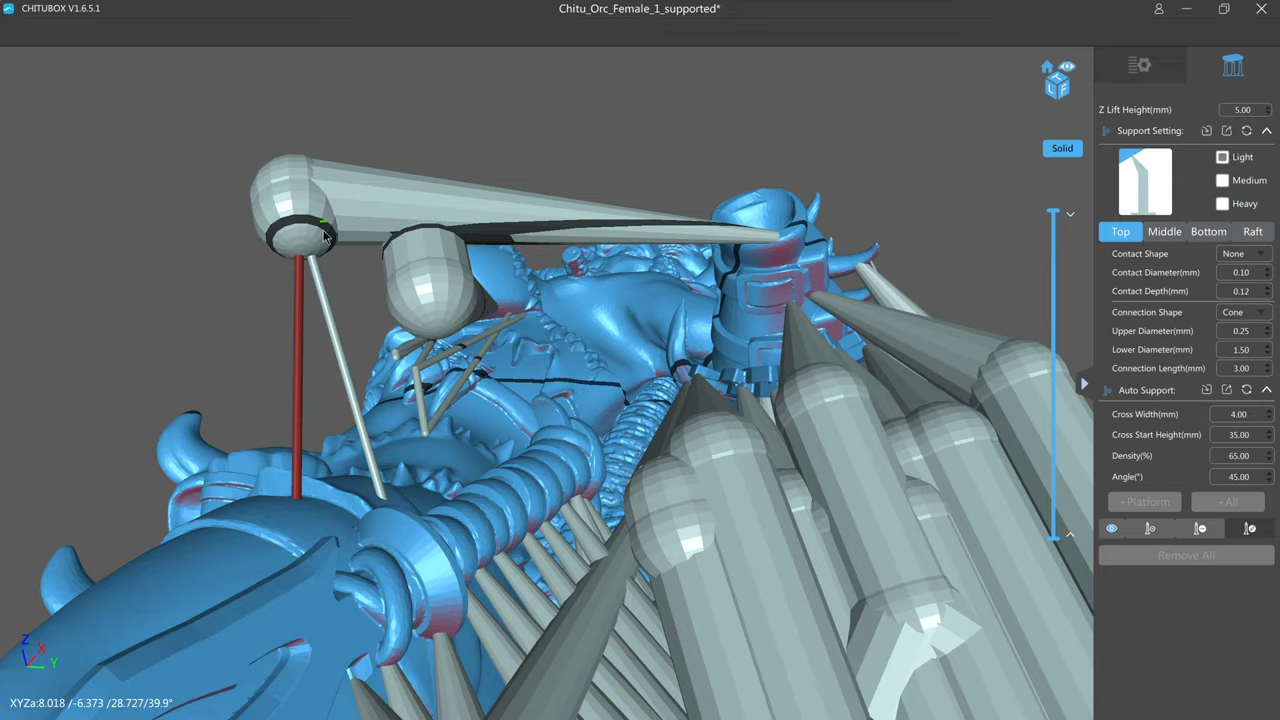 CHITUBOX V1.6.5.1
Chitu_Orc_Female_1_supported*
Z Lift Height(mm) 5.00
Support Setting:
Light
Medium
Heavy
Top Middle Bottom Raft
Contact Shape None
Contact Diameter(mm) 0.10
Contact Depth(mm) 0.12
Connection Shape Cone
Upper Diameter(mm) 0.25
Lower Diameter(mm) 1.50
Connection Length(mm) 3.00
Auto Support:
Cross Width(mm) 4.00
Cross Start Height(mm) 35.00
Density(%) 65.00
Angle(°) 45.00
+Platform +All
Remove All
T
L F
Solid
Z
X
Y
XYZa:8.018 /-6.373 /28.727/39.9°